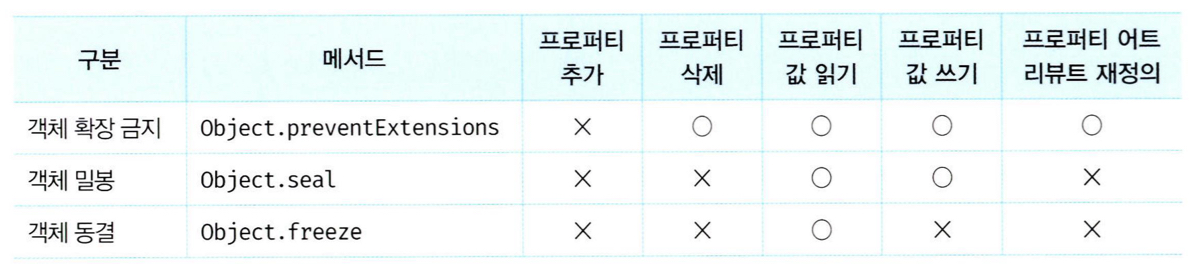 구분 메서드 프로퍼티 추가 프로퍼티 삭제 프로퍼티 값 읽기 프로퍼티 값 쓰기 프로퍼티 어트리뷰트 재정의
객체 확장 금지 Object.preventExtensions × ○ ○ ○ ○
객체 밀봉 Object.seal × × ○ ○ ×
객체 동결 Object.freeze × × ○ × ×